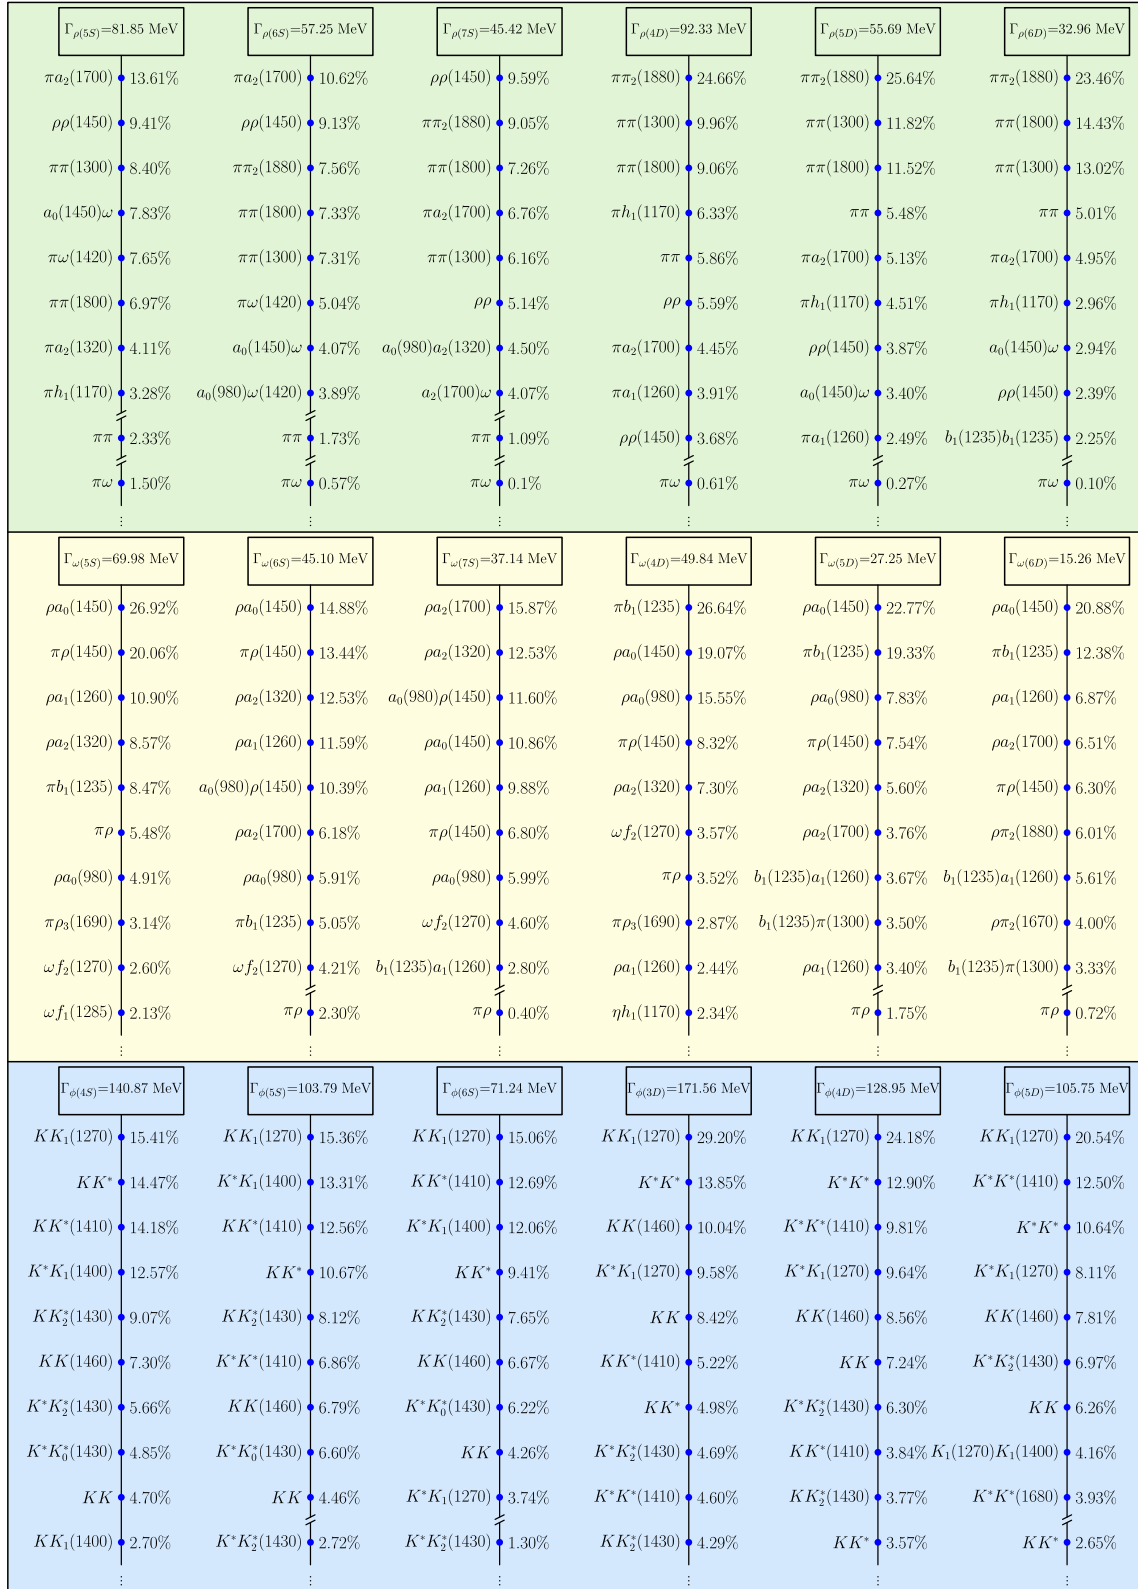 Γρ(5S)=81.85 MeV Γρ(6S)=57.25 MeV Γρ(7S)=45.42 MeV Γρ(4D)=92.33 MeV Γρ(5D)=55.69 MeV Γρ(6D)=32.96 MeV
πa₂(1700) 13.61% πa₂(1700) 10.62% ρρ(1450) 9.59% ππ₂(1880) 24.66% ππ₂(1880) 25.64% ππ₂(1880) 23.46%
ρρ(1450) 9.41% ρρ(1450) 9.13% ππ₂(1880) 9.05% ππ(1300) 9.96% ππ(1300) 11.82% ππ(1800) 14.43%
ππ(1300) 8.40% ππ₂(1880) 7.56% ππ(1800) 7.26% ππ(1800) 9.06% ππ(1800) 11.52% ππ(1300) 13.02%
a₀(1450)ω 7.83% ππ(1800) 7.33% πa₂(1700) 6.76% πh₁(1170) 6.33% ππ 5.48% ππ 5.01%
πω(1420) 7.65% ππ(1300) 7.31% ππ(1300) 6.16% ππ 5.86% πa₂(1700) 5.13% πa₂(1700) 4.95%
ππ(1800) 6.97% πω(1420) 5.04% ρρ 5.14% ρρ 5.59% πh₁(1170) 4.51% πh₁(1170) 2.96%
πa₂(1320) 4.11% a₀(1450)ω 4.07% a₀(980)a₂(1320) 4.50% πa₂(1700) 4.45% ρρ(1450) 3.87% a₀(1450)ω 2.94%
πh₁(1170) 3.28% a₀(980)ω(1420) 3.89% a₂(1700)ω 4.07% πa₁(1260) 3.91% a₀(1450)ω 3.40% ρρ(1450) 2.39%
ππ 2.33% ππ 1.73% ππ 1.09% ρρ(1450) 3.68% πa₁(1260) 2.49% b₁(1235)b₁(1235) 2.25%
πω 1.50% πω 0.57% πω 0.1% πω 0.61% πω 0.27% πω 0.10%
⋮ ⋮ ⋮ ⋮ ⋮ ⋮
Γω(5S)=69.98 MeV Γω(6S)=45.10 MeV Γω(7S)=37.14 MeV Γω(4D)=49.84 MeV Γω(5D)=27.25 MeV Γω(6D)=15.26 MeV
ρa₀(1450) 26.92% ρa₀(1450) 14.88% ρa₂(1700) 15.87% πb₁(1235) 26.64% ρa₀(1450) 22.77% ρa₀(1450) 20.88%
πρ(1450) 20.06% πρ(1450) 13.44% ρa₂(1320) 12.53% ρa₀(1450) 19.07% πb₁(1235) 19.33% πb₁(1235) 12.38%
ρa₁(1260) 10.90% ρa₂(1320) 12.53% a₀(980)ρ(1450) 11.60% ρa₀(980) 15.55% ρa₀(980) 7.83% ρa₁(1260) 6.87%
ρa₂(1320) 8.57% ρa₁(1260) 11.59% ρa₀(1450) 10.86% πρ(1450) 8.32% πρ(1450) 7.54% ρa₂(1700) 6.51%
πb₁(1235) 8.47% a₀(980)ρ(1450) 10.39% ρa₁(1260) 9.88% ρa₂(1320) 7.30% ρa₂(1320) 5.60% πρ(1450) 6.30%
πρ 5.48% ρa₂(1700) 6.18% πρ(1450) 6.80% ωf₂(1270) 3.57% ρa₂(1700) 3.76% ρπ₂(1880) 6.01%
ρa₀(980) 4.91% ρa₀(980) 5.91% ρa₀(980) 5.99% πρ 3.52% b₁(1235)a₁(1260) 3.67% b₁(1235)a₁(1260) 5.61%
πρ₃(1690) 3.14% πb₁(1235) 5.05% ωf₂(1270) 4.60% πρ₃(1690) 2.87% b₁(1235)π(1300) 3.50% ρπ₂(1670) 4.00%
ωf₂(1270) 2.60% ωf₂(1270) 4.21% b₁(1235)a₁(1260) 2.80% ρa₁(1260) 2.44% ρa₁(1260) 3.40% b₁(1235)π(1300) 3.33%
ωf₁(1285) 2.13% πρ 2.30% πρ 0.40% ηh₁(1170) 2.34% πρ 1.75% πρ 0.72%
⋮ ⋮ ⋮ ⋮ ⋮ ⋮
Γϕ(4S)=140.87 MeV Γϕ(5S)=103.79 MeV Γϕ(6S)=71.24 MeV Γϕ(3D)=171.56 MeV Γϕ(4D)=128.95 MeV Γϕ(5D)=105.75 MeV
KK₁(1270) 15.41% KK₁(1270) 15.36% KK₁(1270) 15.06% KK₁(1270) 29.20% KK₁(1270) 24.18% KK₁(1270) 20.54%
KK* 14.47% K*K₁(1400) 13.31% KK*(1410) 12.69% K*K* 13.85% K*K* 12.90% K*K*(1410) 12.50%
KK*(1410) 14.18% KK*(1410) 12.56% K*K₁(1400) 12.06% KK(1460) 10.04% K*K*(1410) 9.81% K*K* 10.64%
K*K₁(1400) 12.57% KK* 10.67% KK* 9.41% K*K₁(1270) 9.58% K*K₁(1270) 9.64% K*K₁(1270) 8.11%
KK₂*(1430) 9.07% KK₂*(1430) 8.12% KK₂*(1430) 7.65% KK 8.42% KK(1460) 8.56% KK(1460) 7.81%
KK(1460) 7.30% K*K*(1410) 6.86% KK(1460) 6.67% KK*(1410) 5.22% KK 7.24% K*K₂*(1430) 6.97%
K*K₂*(1430) 5.66% KK(1460) 6.79% K*K₀*(1430) 6.22% KK* 4.98% K*K₂*(1430) 6.30% KK 6.26%
K*K₀*(1430) 4.85% K*K₀*(1430) 6.60% KK 4.26% K*K₂*(1430) 4.69% KK*(1410) 3.84% K₁(1270)K₁(1400) 4.16%
KK 4.70% KK 4.46% K*K₁(1270) 3.74% K*K*(1410) 4.60% KK₂*(1430) 3.77% K*K*(1680) 3.93%
KK₁(1400) 2.70% K*K₂*(1430) 2.72% K*K₂*(1430) 1.30% KK₂*(1430) 4.29% KK* 3.57% KK* 2.65%
⋮ ⋮ ⋮ ⋮ ⋮ ⋮